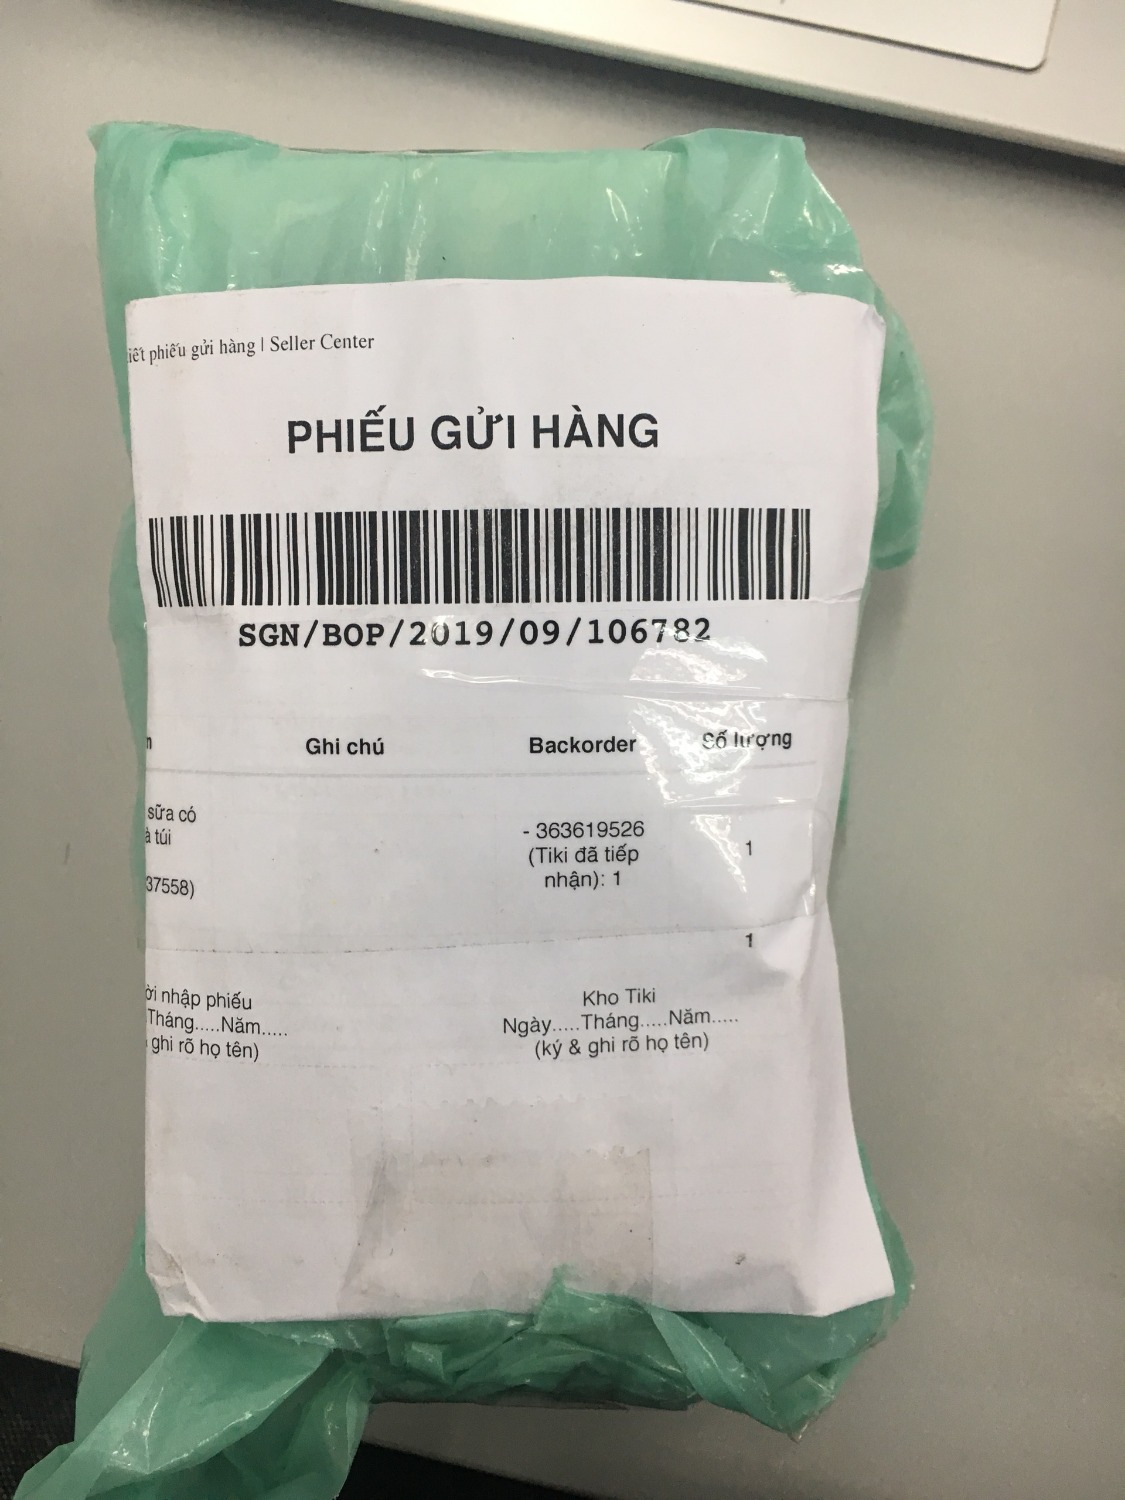 iết phiếu gửi hàng | Seller Center
PHIẾU GỬI HÀNG
SGN/BOP/2019/09/106782
Ghi chú Backorder Số lượng
sữa có
à túi
37558)
- 363619526
(Tiki đã tiếp
nhận): 1
1
1
ời nhập phiếu
Tháng.....Năm.....
ghi rõ họ tên)
Kho Tiki
Ngày.....Tháng.....Năm.....
(ký & ghi rõ họ tên)